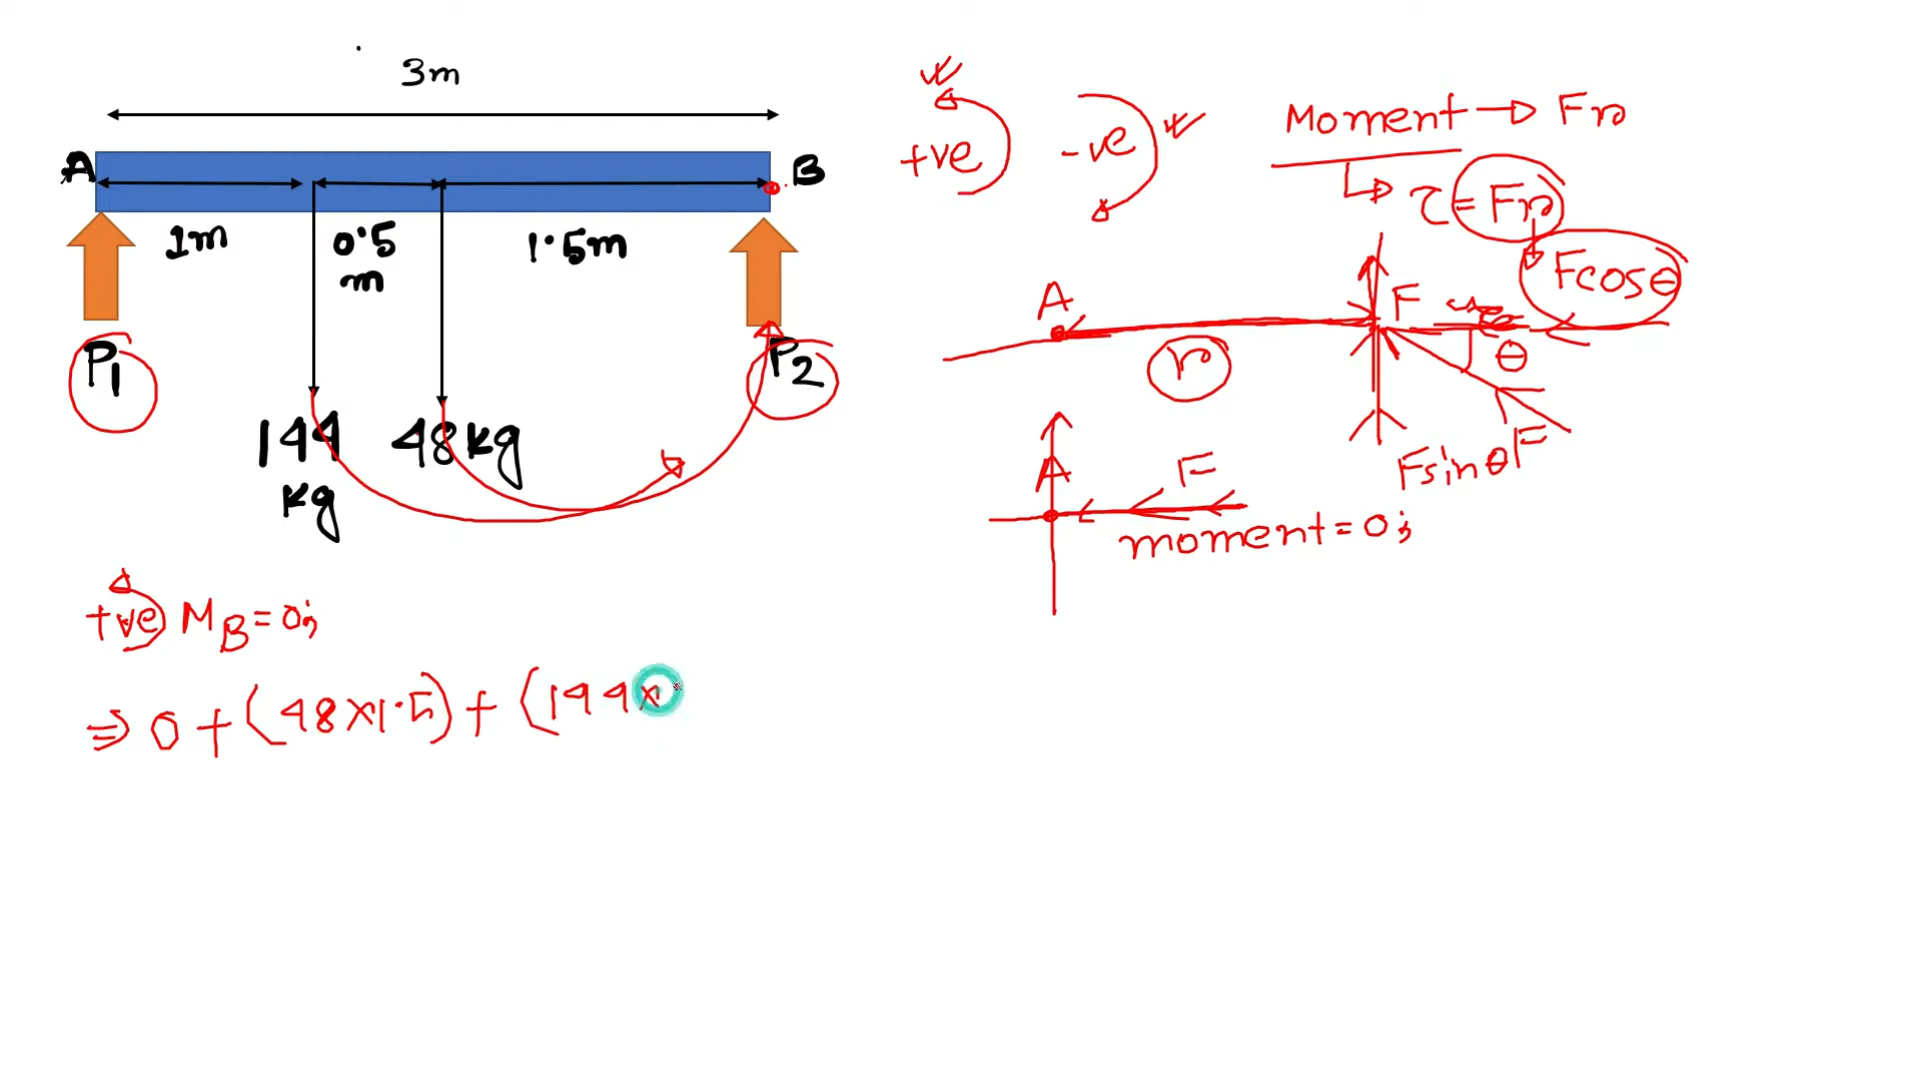 3m
A
B
1m
0.5
m
1.5m
P1
P2
144
kg
48kg
+ve MB=0;
⇒ 0+(48×1.5)+(144×
+ve
-ve
Moment → Fr
τ=Fr
Fcosθ
A
F
r
θ
F
Fsinθ
A
F
moment=0;